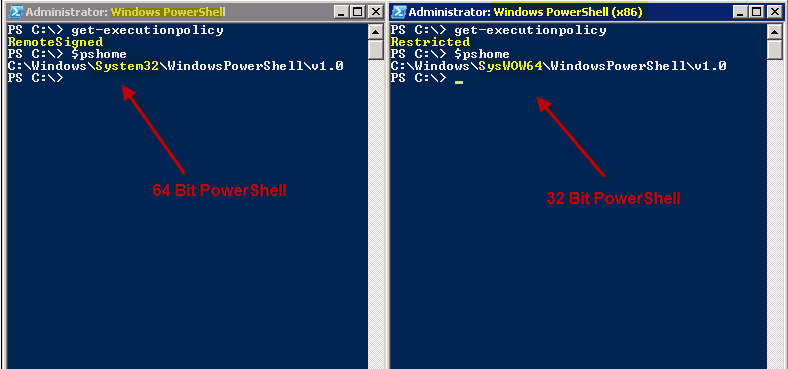 Administrator: Windows PowerShell
PS C:\> get-executionpolicy
RemoteSigned
PS C:\> $pshome
C:\Windows\System32\WindowsPowerShell\v1.0
PS C:\>
64 Bit PowerShell
Administrator: Windows PowerShell (x86)
PS C:\> get-executionpolicy
Restricted
PS C:\> $pshome
C:\Windows\SysWOW64\WindowsPowerShell\v1.0
PS C:\> _
32 Bit PowerShell